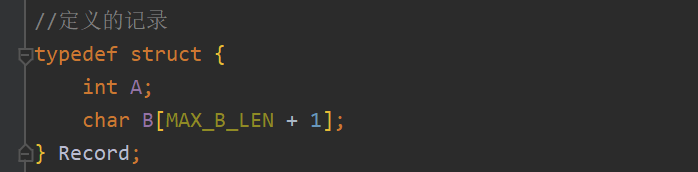 //定义的记录
typedef struct {
    int A;
    char B[MAX_B_LEN + 1];
} Record;